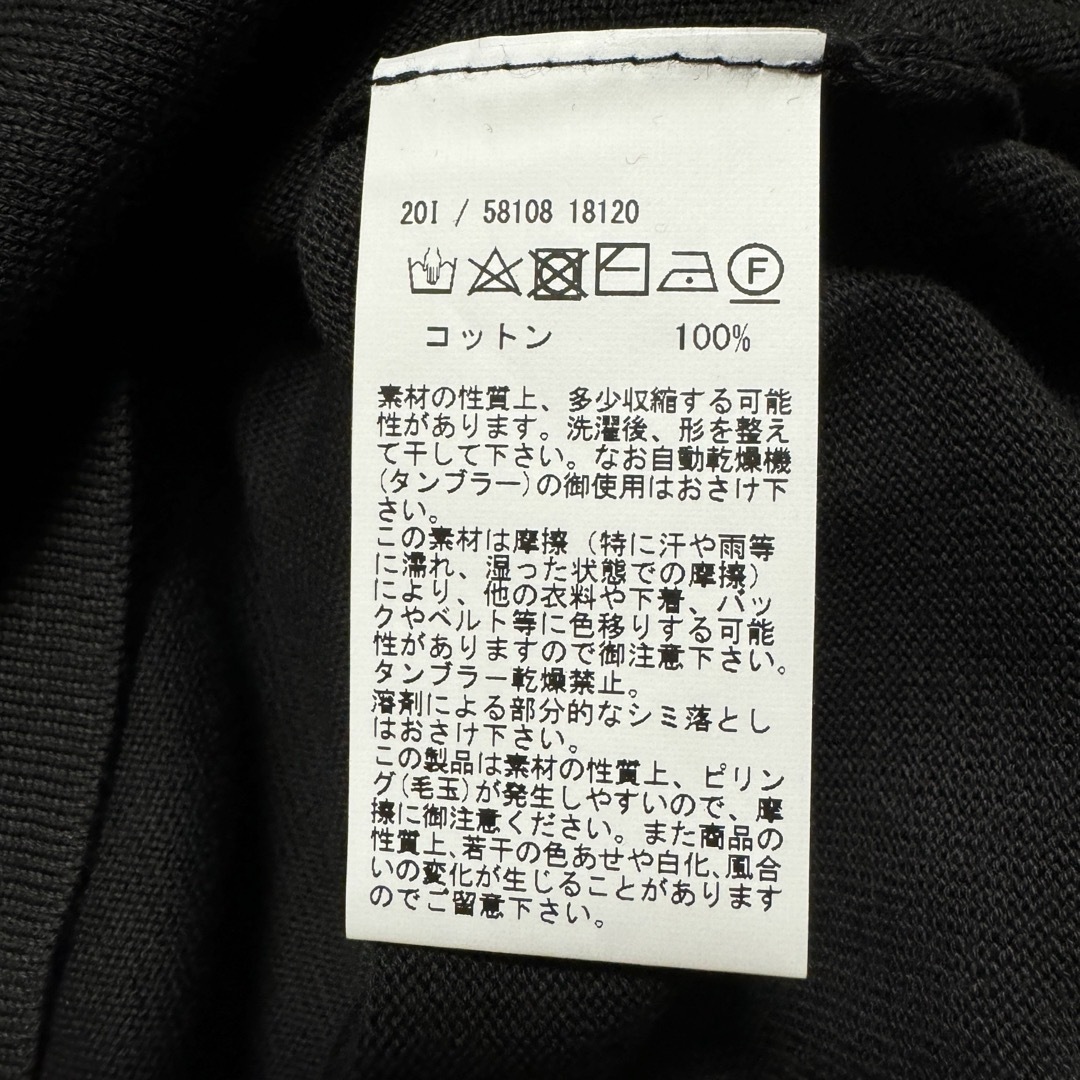 20I / 58108 18120
F
コットン 100%
素材の性質上、多少収縮する可能
性があります。洗濯後、形を整え
て干して下さい。なお自動乾燥機
(タンブラー)の御使用はおさけ下
さい。
この素材は摩擦（特に汗や雨等
に濡れ、湿った状態での摩擦）
により、他の衣料や下着、バッ
クやベルト等に色移りする可能
性がありますので御注意下さい。
タンブラー乾燥禁止。
溶剤による部分的なシミ落とし
はおさけ下さい。
この製品は素材の性質上、ピリン
グ(毛玉)が発生しやすいので、摩
擦に御注意ください。また商品の
性質上、若干の色あせや白化、風合
いの変化が生じることがあります
のでご留意下さい。